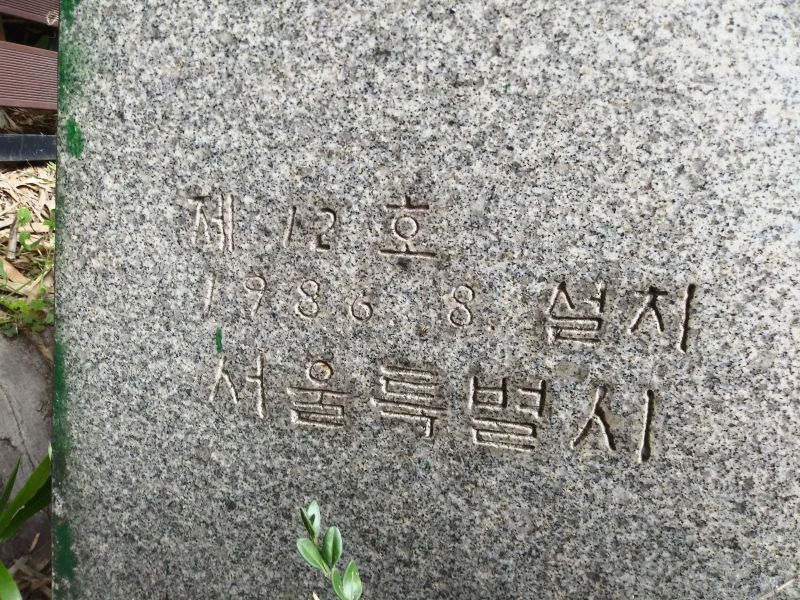 제 12 호
1986. 8. 설치
서울특별시